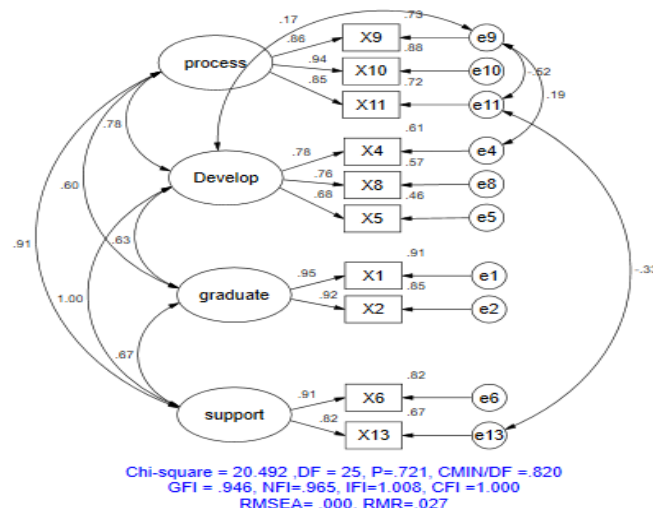 .17 .73
.86 X9 e9
process .88
.94 X10 e10
.85 .72 -.52
X11 e11
.19
.78 .61
.78 X4 e4
Develop .57
.76 X8 e8
.60 .68 .46
X5 e5
.91 .63
.91
.95 X1 e1
graduate .85
-.33
1.00 .92 X2 e2
.67
.82
.91 X6 e6
support .67
.82 X13 e13
Chi-square = 20.492 ,DF = 25, P=.721, CMIN/DF =.820
GFI = .946, NFI=.965, IFI=1.008, CFI =1.000
RMSEA= .000, RMR=.027